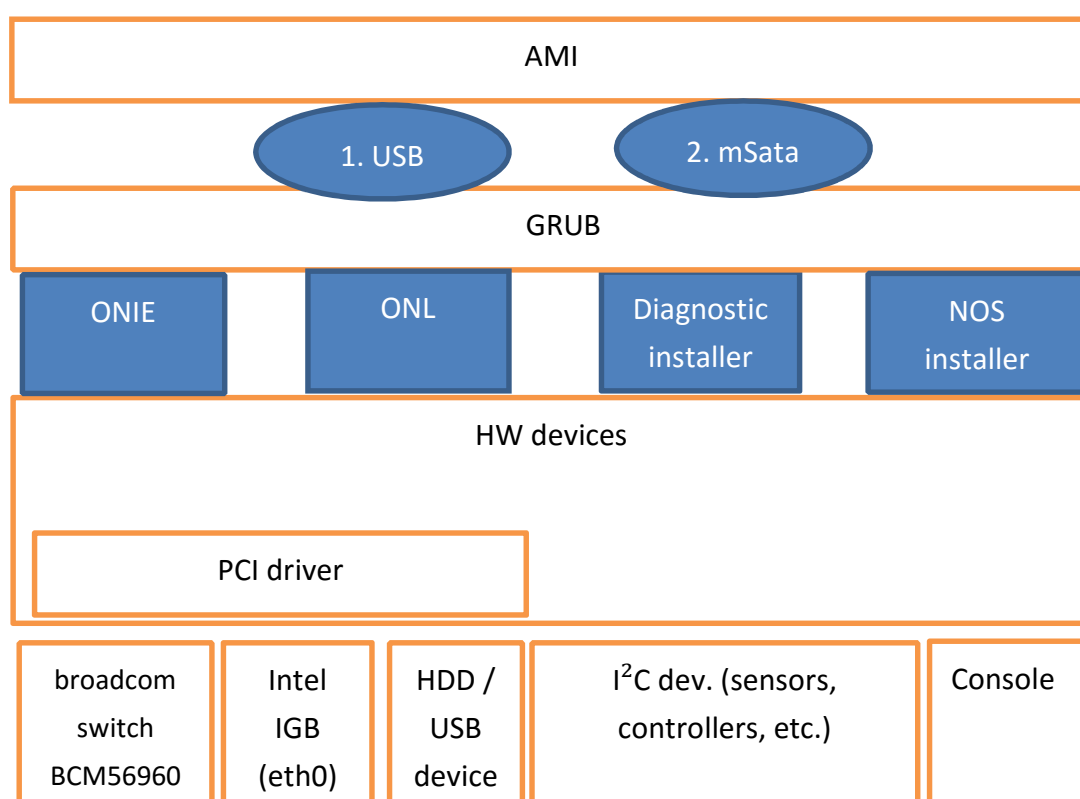 AMI
1. USB
2. mSata
GRUB
ONIE
ONL
Diagnostic
installer
NOS
installer
HW devices
PCI driver
broadcom
switch
BCM56960
Intel
IGB
(eth0)
HDD /
USB
device
I²C dev. (sensors,
controllers, etc.)
Console